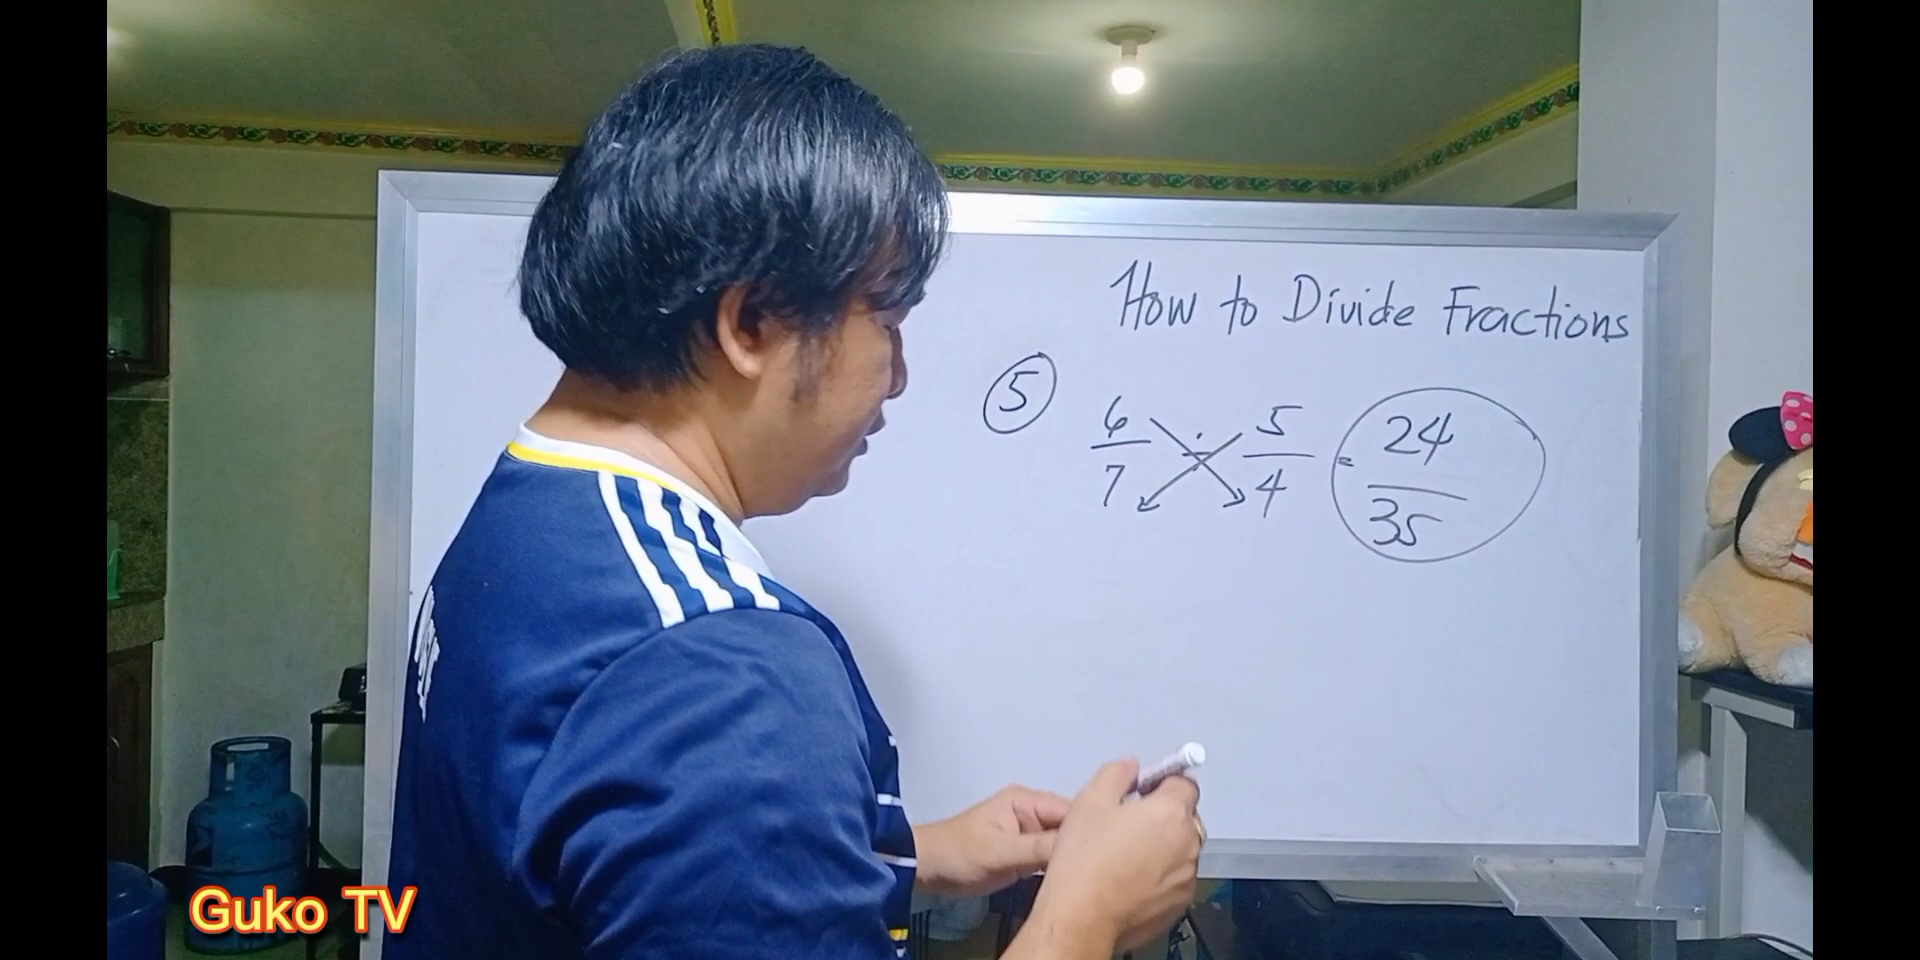 How to Divide Fractions
5 6/7 ÷ 5/4 = 24/35
Guko TV